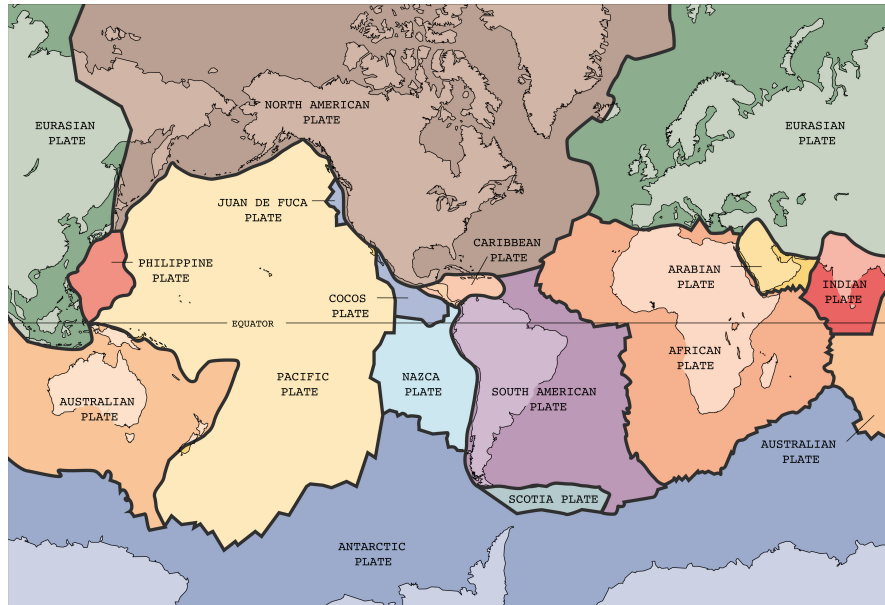 NORTH AMERICAN
PLATE
EURASIAN
PLATE
EURASIAN
PLATE
JUAN DE FUCA
PLATE
CARIBBEAN
PLATE
PHILIPPINE
PLATE
ARABIAN
PLATE
INDIAN
PLATE
COCOS
PLATE
EQUATOR
AFRICAN
PLATE
PACIFIC
PLATE
NAZCA
PLATE
SOUTH AMERICAN
PLATE
AUSTRALIAN
PLATE
AUSTRALIAN
PLATE
SCOTIA PLATE
ANTARCTIC
PLATE